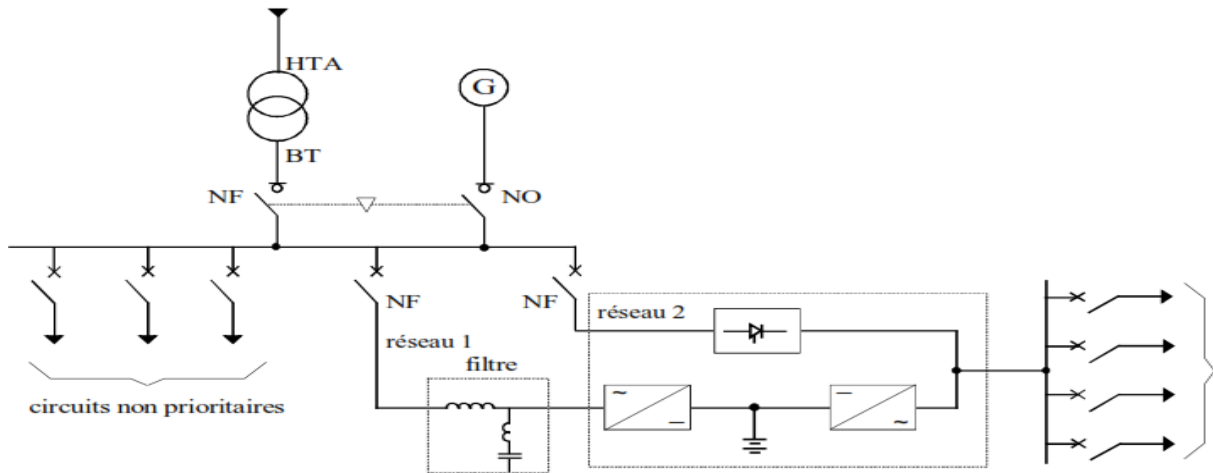 HTA
G
BT
NF
NO
NF
NF
réseau 2
réseau 1
filtre
circuits non prioritaires